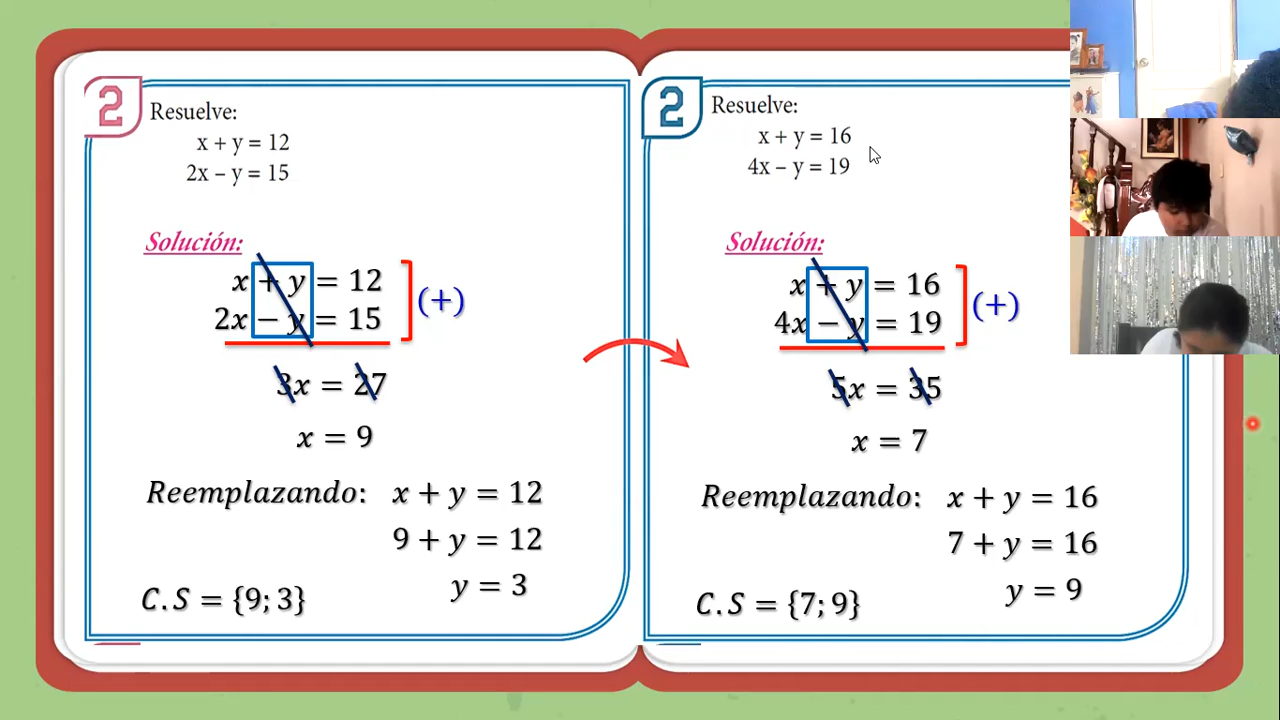 2
Resuelve:
x + y = 12
2x – y = 15
Solución:
x + y = 12
2x − y = 15
(+)
3x = 27
x = 9
Reemplazando: x + y = 12
9 + y = 12
y = 3
C.S = {9; 3}
2
Resuelve:
x + y = 16
4x – y = 19
Solución:
x + y = 16
4x − y = 19
(+)
5x = 35
x = 7
Reemplazando: x + y = 16
7 + y = 16
y = 9
C.S = {7; 9}